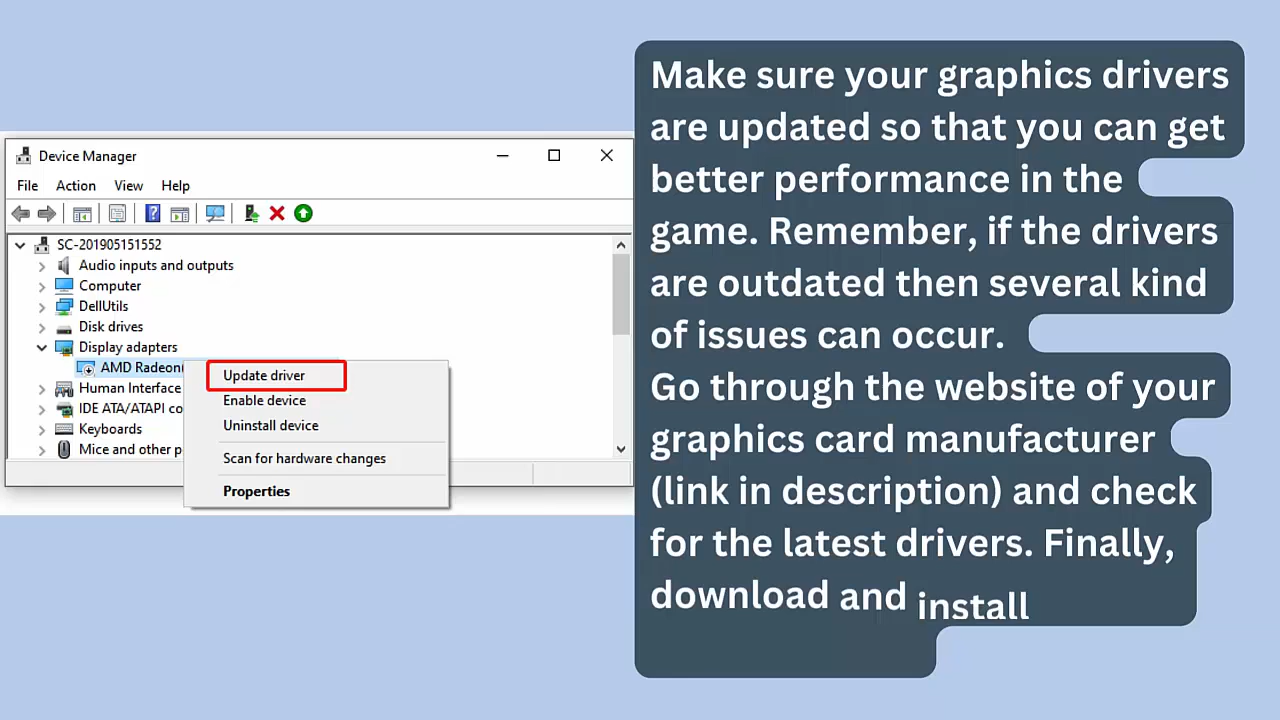 Device Manager
File Action View Help
SC-201905151552
Audio inputs and outputs
Computer
DellUtils
Disk drives
Display adapters
AMD Radeon
Human Interface
IDE ATA/ATAPI co
Keyboards
Mice and other p
Update driver
Enable device
Uninstall device
Scan for hardware changes
Properties
Make sure your graphics drivers
are updated so that you can get
better performance in the
game. Remember, if the drivers
are outdated then several kind
of issues can occur.
Go through the website of your
graphics card manufacturer
(link in description) and check
for the latest drivers. Finally,
download and install